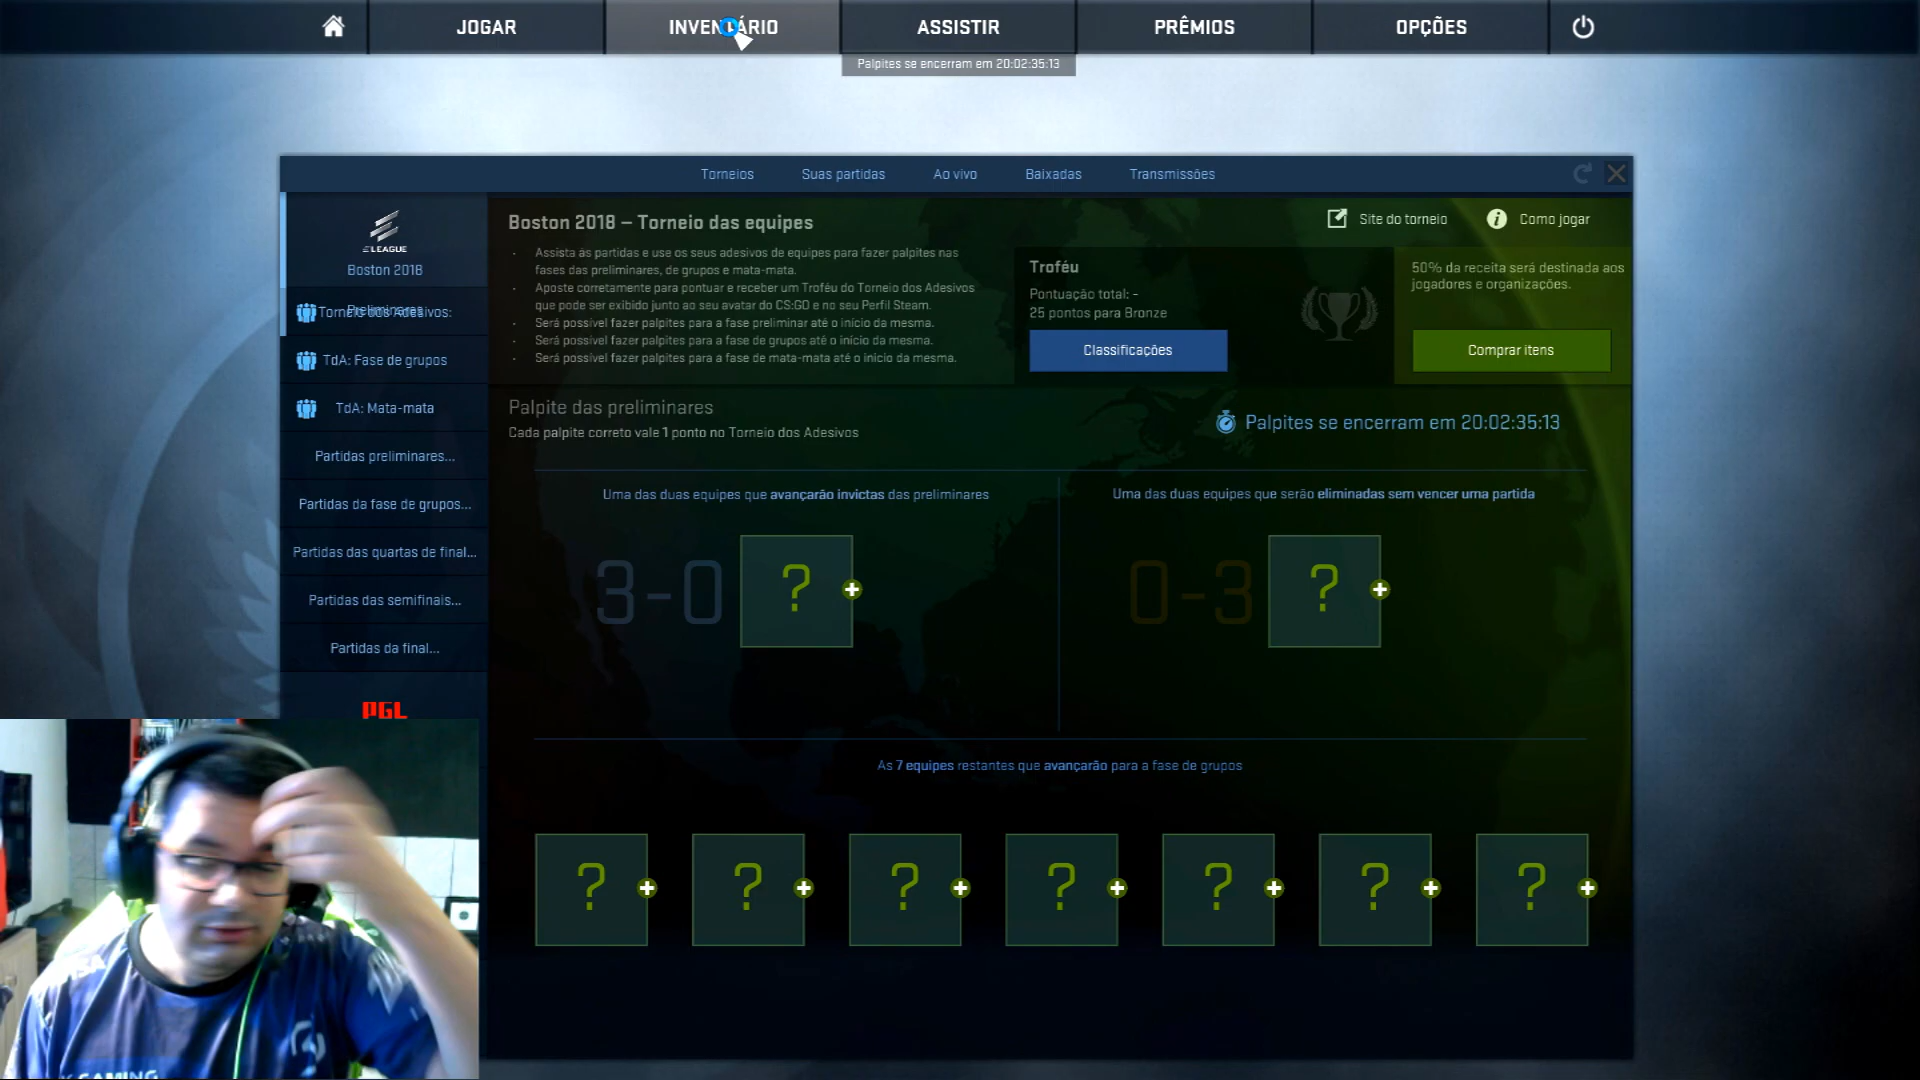 JOGAR
INVENTÁRIO
ASSISTIR
PRÊMIOS
OPÇÕES
Palpites se encerram em 20:02:35:13
Torneios
Suas partidas
Ao vivo
Baixadas
Transmissões
ELEAGUE
Boston 2018
Torneio dos Adesivos:
Preliminares
TdA: Fase de grupos
TdA: Mata-mata
Partidas preliminares...
Partidas da fase de grupos...
Partidas das quartas de final...
Partidas das semifinais...
Partidas da final...
PGL
Boston 2018 – Torneio das equipes
· Assista às partidas e use os seus adesivos de equipes para fazer palpites nas
fases das preliminares, de grupos e mata-mata.
· Aposte corretamente para pontuar e receber um Troféu do Torneio dos Adesivos
que pode ser exibido junto ao seu avatar do CS:GO e no seu Perfil Steam.
· Será possível fazer palpites para a fase preliminar até o início da mesma.
· Será possível fazer palpites para a fase de grupos até o início da mesma.
· Será possível fazer palpites para a fase de mata-mata até o início da mesma.
Site do torneio
Como jogar
Troféu
Pontuação total: -
25 pontos para Bronze
Classificações
50% da receita será destinada aos
jogadores e organizações.
Comprar itens
Palpite das preliminares
Cada palpite correto vale 1 ponto no Torneio dos Adesivos
Palpites se encerram em 20:02:35:13
Uma das duas equipes que avançarão invictas das preliminares
3-0
?
Uma das duas equipes que serão eliminadas sem vencer uma partida
0-3
?
As 7 equipes restantes que avançarão para a fase de grupos
? ? ? ? ? ? ?
GAMING